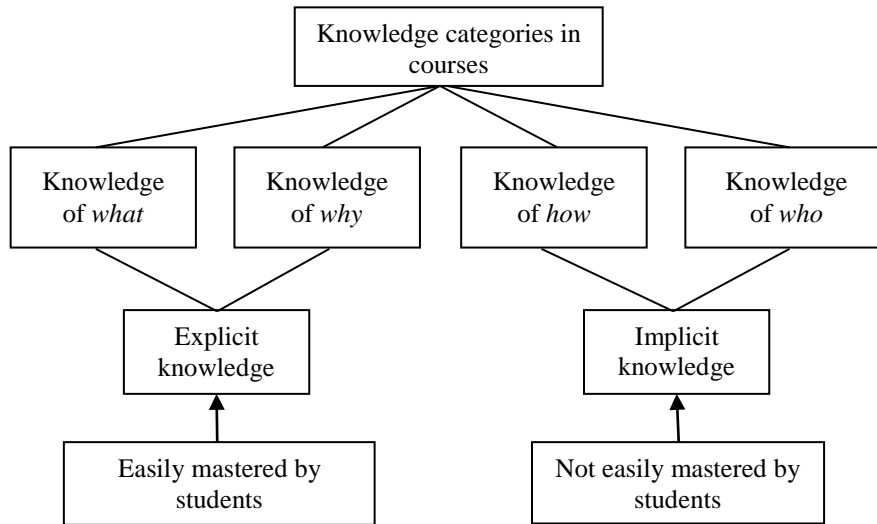 Knowledge categories in
courses
Knowledge
of what
Knowledge
of why
Knowledge
of how
Knowledge
of who
Explicit
knowledge
Implicit
knowledge
Easily mastered by
students
Not easily mastered by
students